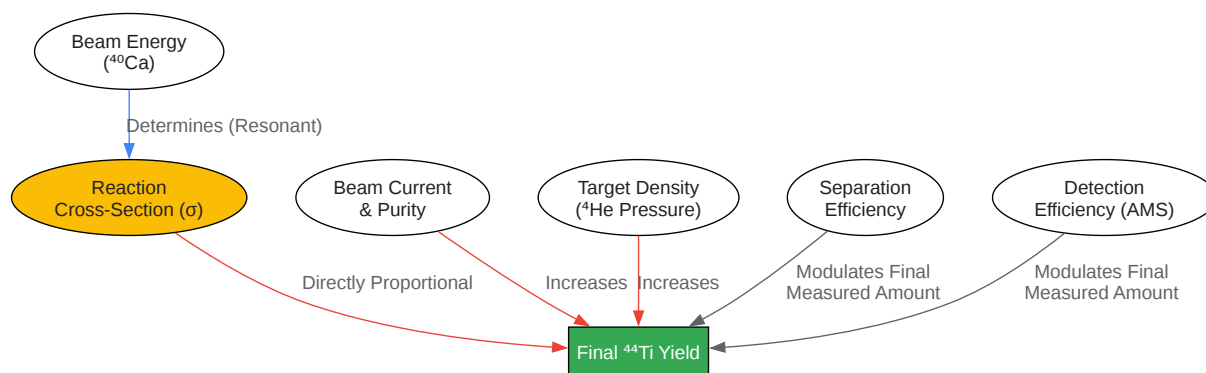 Beam Energy
(⁴⁰Ca)
Determines (Resonant)
Reaction
Cross-Section (σ)
Beam Current
& Purity
Target Density
(⁴He Pressure)
Separation
Efficiency
Detection
Efficiency (AMS)
Directly Proportional
Increases
Increases
Modulates Final
Measured Amount
Modulates Final
Measured Amount
Final ⁴⁴Ti Yield